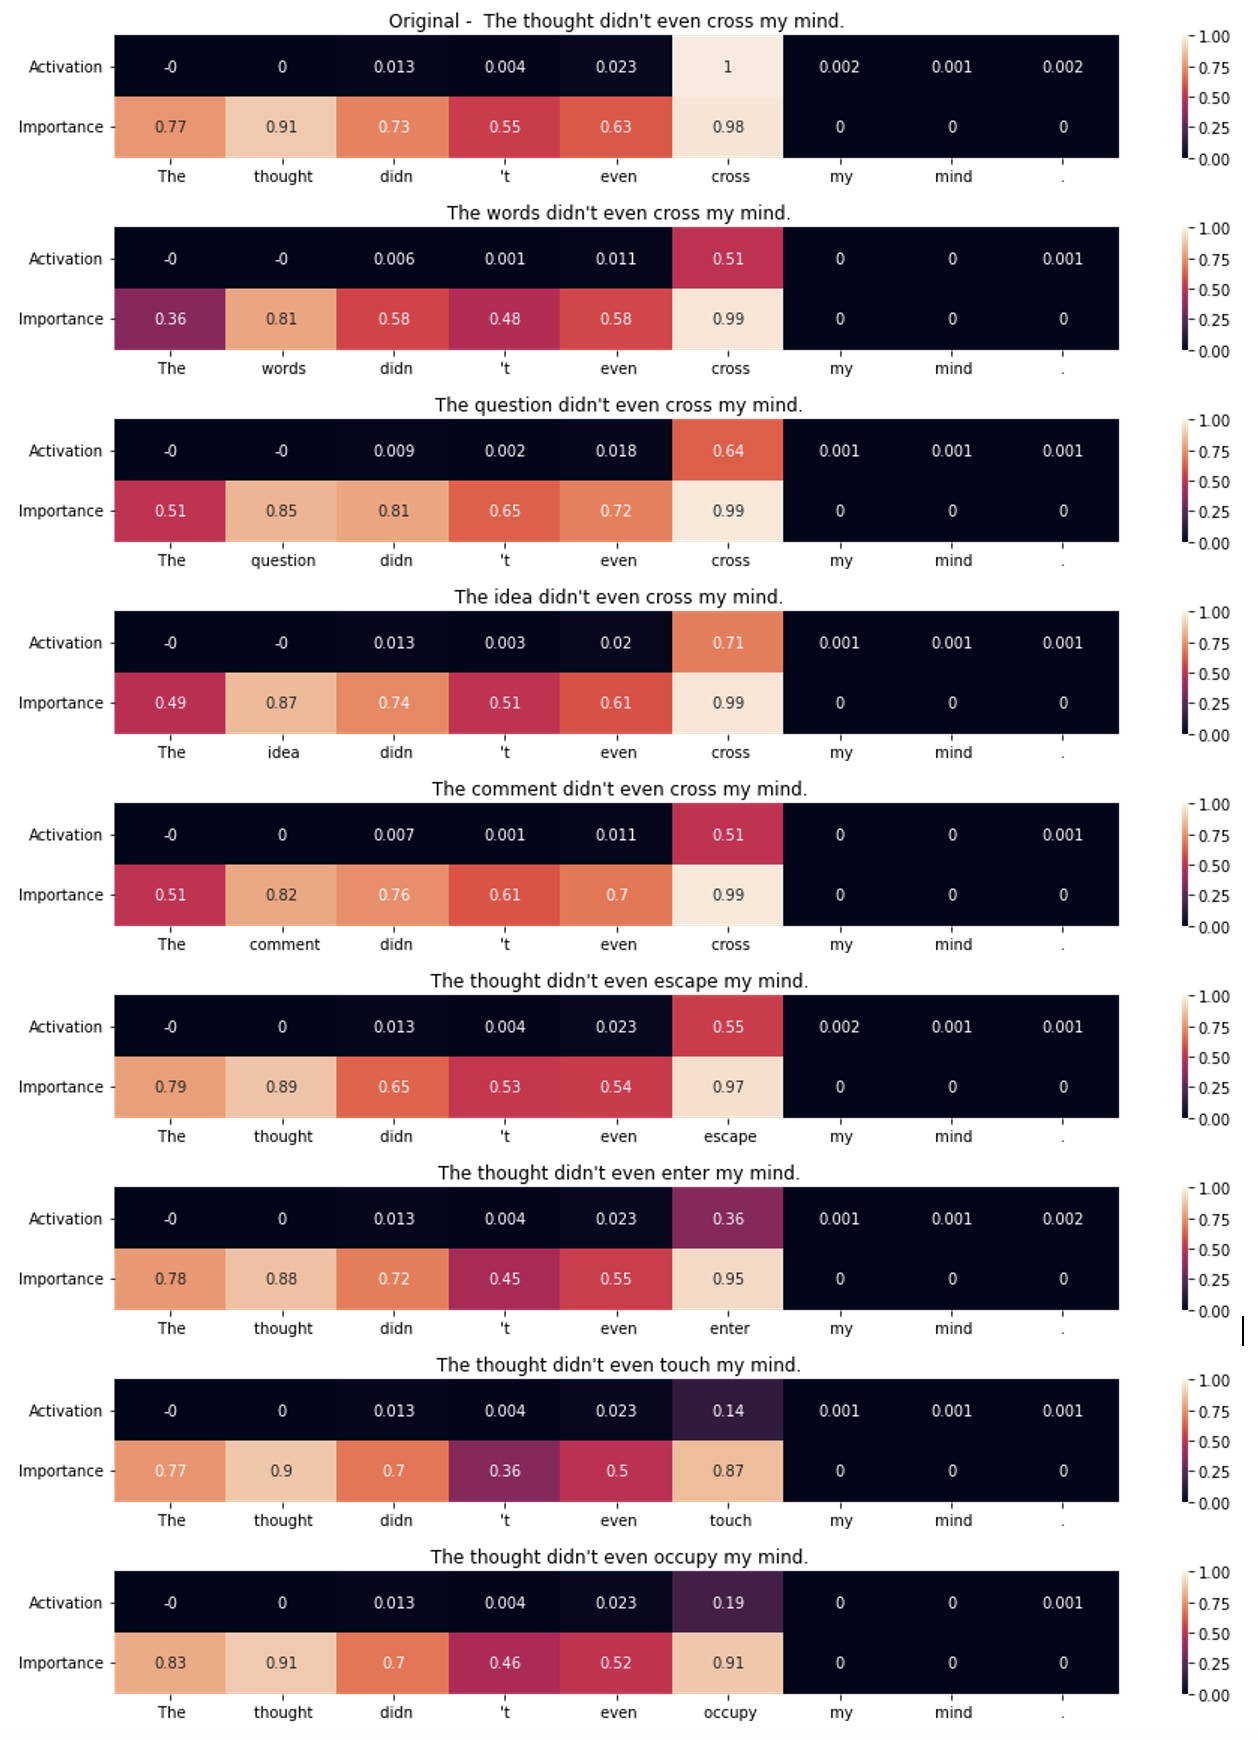 Original -  The thought didn't even cross my mind.
Activation -0 0 0.013 0.004 0.023 1 0.002 0.001 0.002
Importance 0.77 0.91 0.73 0.55 0.63 0.98 0 0 0
The thought didn 't even cross my mind .
1.00
0.75
0.50
0.25
0.00
The words didn't even cross my mind.
Activation -0 -0 0.006 0.001 0.011 0.51 0 0 0.001
Importance 0.36 0.81 0.58 0.48 0.58 0.99 0 0 0
The words didn 't even cross my mind .
1.00
0.75
0.50
0.25
0.00
The question didn't even cross my mind.
Activation -0 -0 0.009 0.002 0.018 0.64 0.001 0.001 0.001
Importance 0.51 0.85 0.81 0.65 0.72 0.99 0 0 0
The question didn 't even cross my mind .
1.00
0.75
0.50
0.25
0.00
The idea didn't even cross my mind.
Activation -0 -0 0.013 0.003 0.02 0.71 0.001 0.001 0.001
Importance 0.49 0.87 0.74 0.51 0.61 0.99 0 0 0
The idea didn 't even cross my mind .
1.00
0.75
0.50
0.25
0.00
The comment didn't even cross my mind.
Activation -0 0 0.007 0.001 0.011 0.51 0 0 0.001
Importance 0.51 0.82 0.76 0.61 0.7 0.99 0 0 0
The comment didn 't even cross my mind .
1.00
0.75
0.50
0.25
0.00
The thought didn't even escape my mind.
Activation -0 0 0.013 0.004 0.023 0.55 0.002 0.001 0.001
Importance 0.79 0.89 0.65 0.53 0.54 0.97 0 0 0
The thought didn 't even escape my mind .
1.00
0.75
0.50
0.25
0.00
The thought didn't even enter my mind.
Activation -0 0 0.013 0.004 0.023 0.36 0.001 0.001 0.002
Importance 0.78 0.88 0.72 0.45 0.55 0.95 0 0 0
The thought didn 't even enter my mind .
1.00
0.75
0.50
0.25
0.00
The thought didn't even touch my mind.
Activation -0 0 0.013 0.004 0.023 0.14 0.001 0.001 0.001
Importance 0.77 0.9 0.7 0.36 0.5 0.87 0 0 0
The thought didn 't even touch my mind .
1.00
0.75
0.50
0.25
0.00
The thought didn't even occupy my mind.
Activation -0 0 0.013 0.004 0.023 0.19 0 0 0.001
Importance 0.83 0.91 0.7 0.46 0.52 0.91 0 0 0
The thought didn 't even occupy my mind .
1.00
0.75
0.50
0.25
0.00